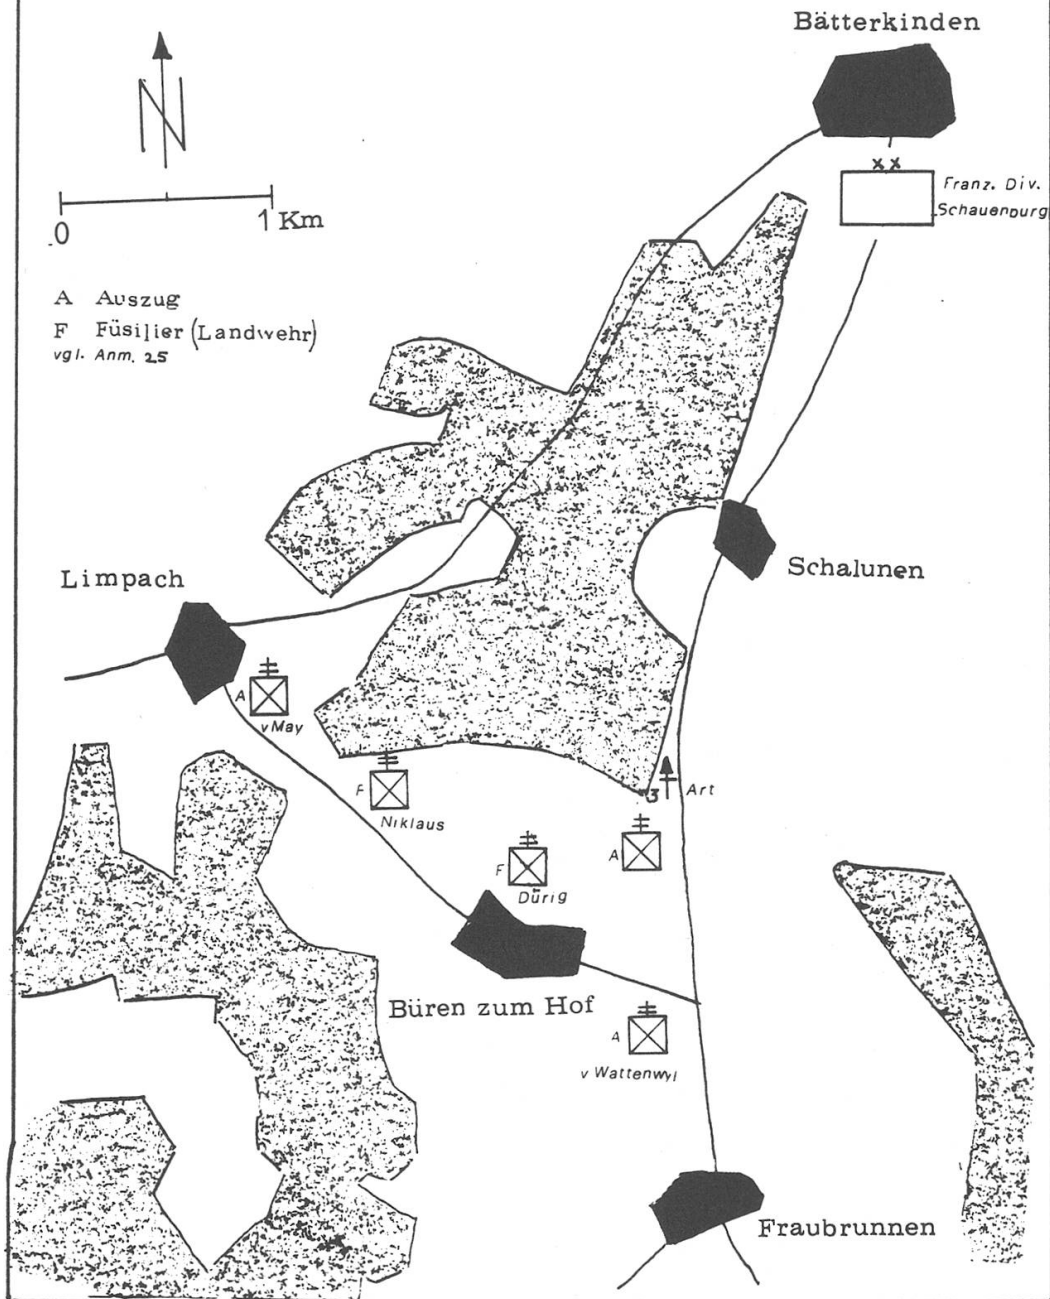 Bätterkinden
N
0 1 Km
xx
Franz. Div.
Schauenburg
A Auszug
F Füsilier (Landwehr)
vgl. Anm. 25
Schalunen
Limpach
A
v May
F
Niklaus
3 Art
A
F
Dürig
Büren zum Hof
A
v Wattenwyl
Fraubrunnen